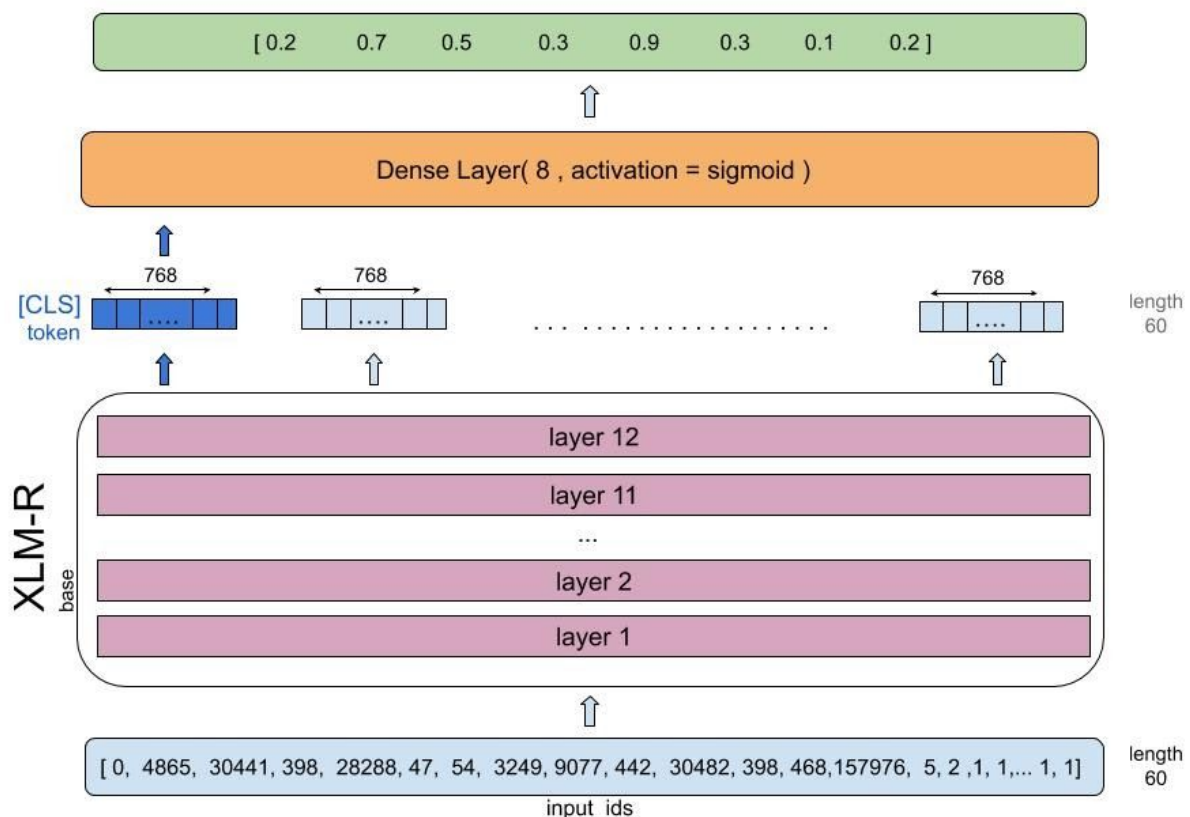 [ 0.2 0.7 0.5 0.3 0.9 0.3 0.1 0.2 ]
Dense Layer( 8 , activation = sigmoid )
768 768 768
[CLS]
token
....
....
....
... ....................
length
60
layer 12
layer 11
...
layer 2
layer 1
XLM-R
base
[ 0, 4865, 30441, 398, 28288, 47, 54, 3249, 9077, 442, 30482, 398, 468,157976, 5, 2 ,1, 1,... 1, 1]
length
60
input_ids